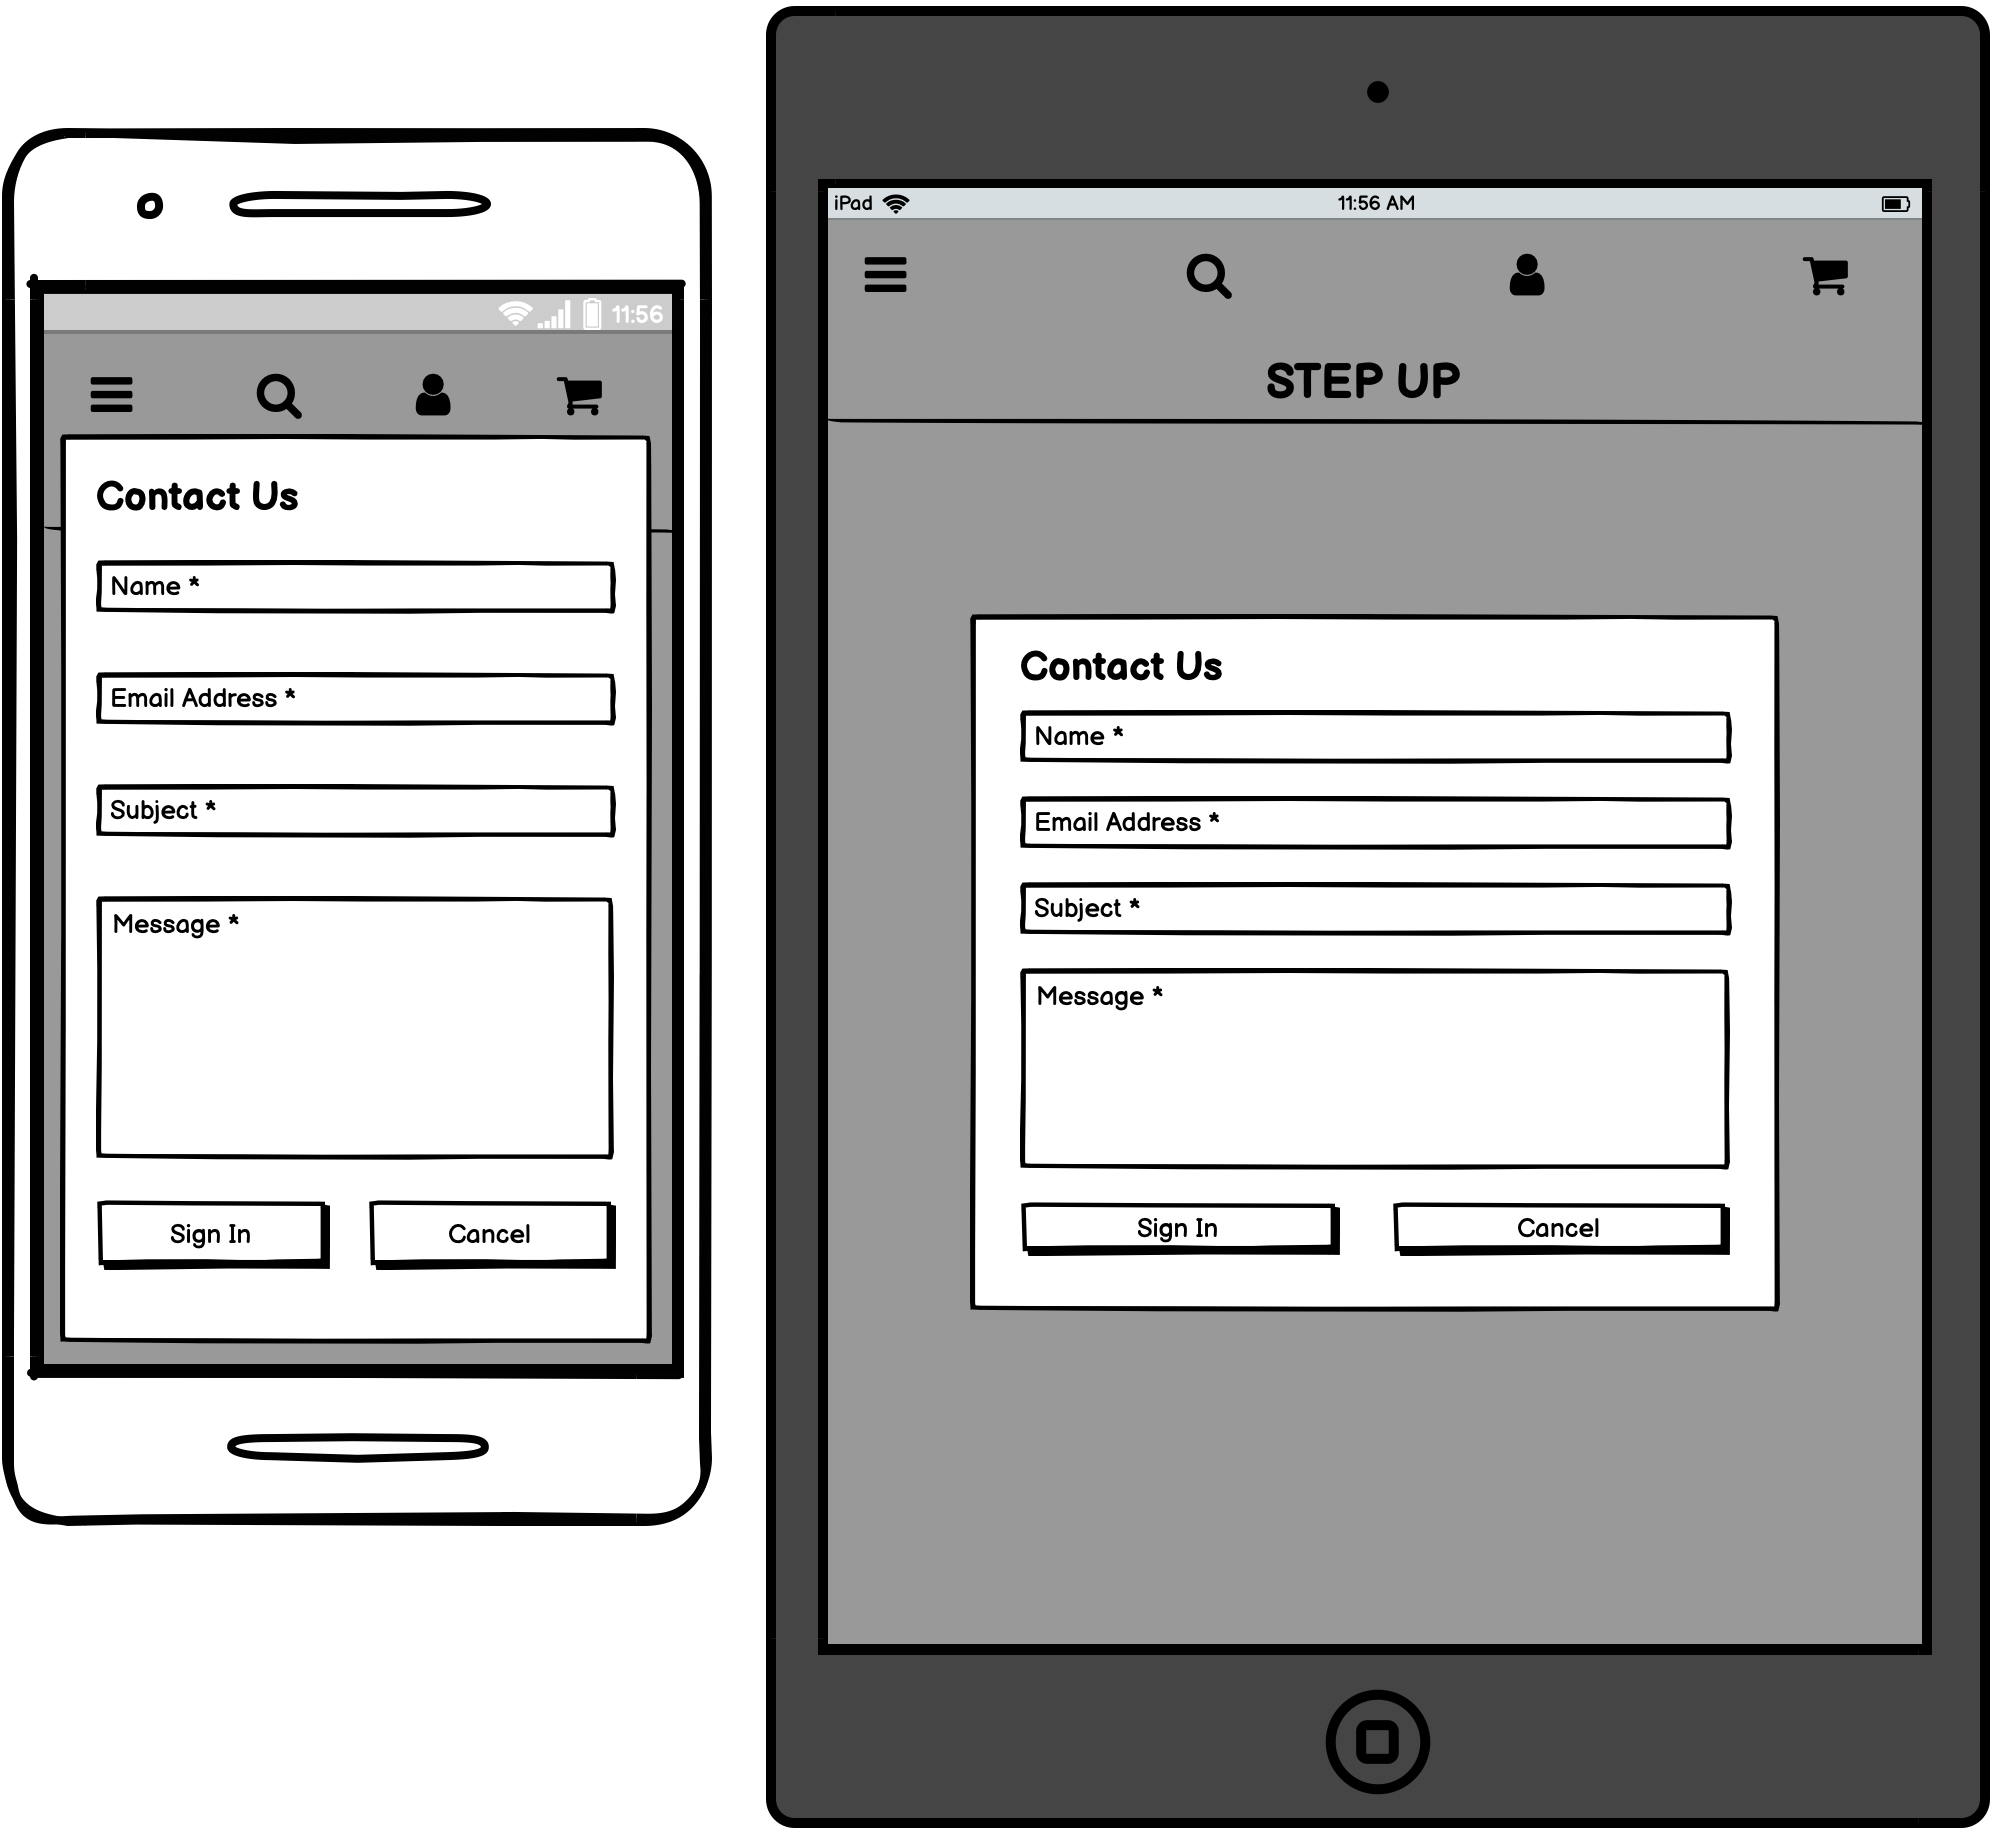 11:56
Contact Us
Name *
Email Address *
Subject *
Message *
Sign In
Cancel
iPad
11:56 AM
STEP UP
Contact Us
Name *
Email Address *
Subject *
Message *
Sign In
Cancel